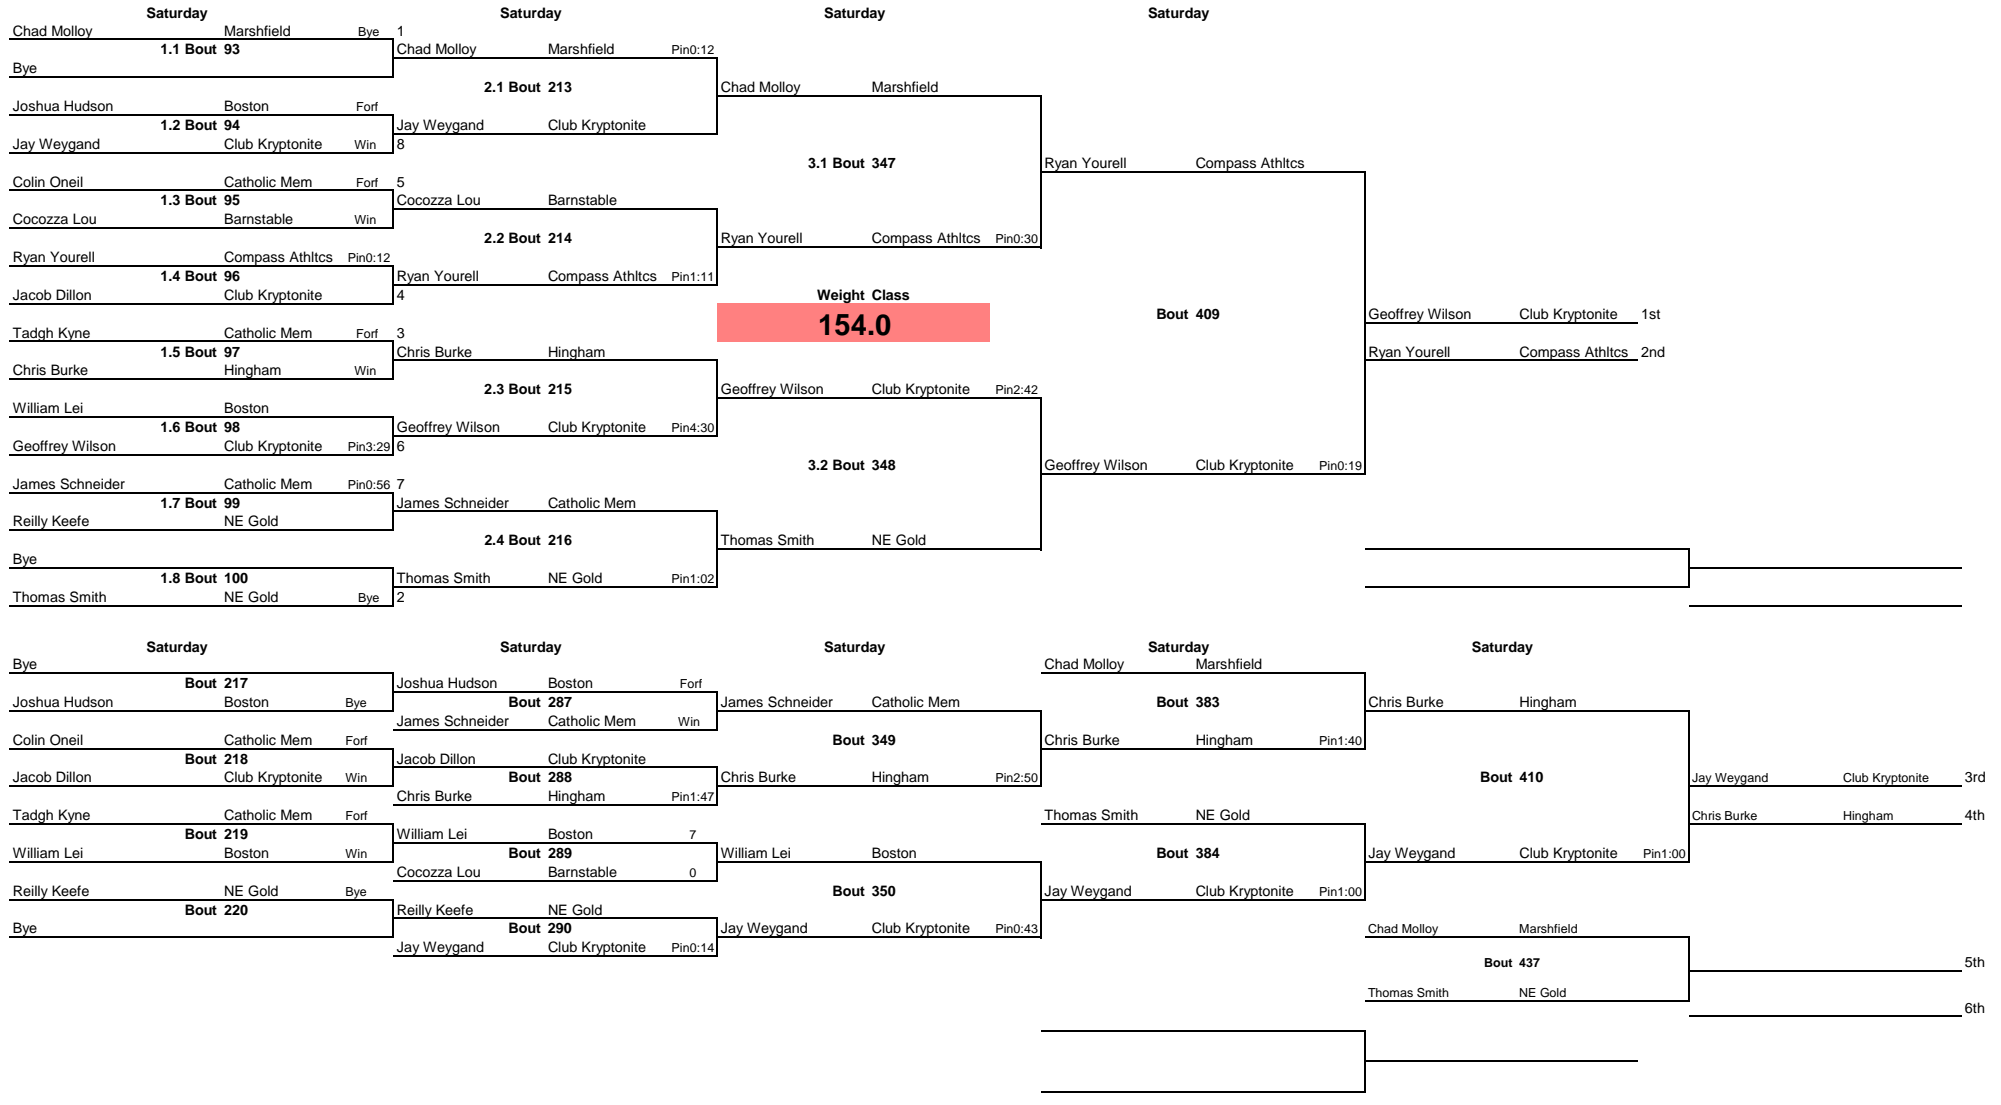 Saturday Saturday Saturday Saturday
Chad Molloy Marshfield Bye 1
1.1 Bout 93 Chad Molloy Marshfield Pin0:12
Bye
2.1 Bout 213 Chad Molloy Marshfield
Joshua Hudson Boston Forf
1.2 Bout 94 Jay Weygand Club Kryptonite
Jay Weygand Club Kryptonite Win 8
3.1 Bout 347 Ryan Yourell Compass Athltcs
Colin Oneil Catholic Mem Forf 5
1.3 Bout 95 Cocozza Lou Barnstable
Cocozza Lou Barnstable Win
2.2 Bout 214 Ryan Yourell Compass Athltcs Pin0:30
Ryan Yourell Compass Athltcs Pin0:12
1.4 Bout 96 Ryan Yourell Compass Athltcs Pin1:11
Jacob Dillon Club Kryptonite 4 Weight Class
154.0 Bout 409 Geoffrey Wilson Club Kryptonite 1st
Tadgh Kyne Catholic Mem Forf 3
1.5 Bout 97 Chris Burke Hingham Ryan Yourell Compass Athltcs 2nd
Chris Burke Hingham Win
2.3 Bout 215 Geoffrey Wilson Club Kryptonite Pin2:42
William Lei Boston
1.6 Bout 98 Geoffrey Wilson Club Kryptonite Pin4:30
Geoffrey Wilson Club Kryptonite Pin3:29 6
3.2 Bout 348 Geoffrey Wilson Club Kryptonite Pin0:19
James Schneider Catholic Mem Pin0:56 7
1.7 Bout 99 James Schneider Catholic Mem
Reilly Keefe NE Gold
2.4 Bout 216 Thomas Smith NE Gold
Bye
1.8 Bout 100 Thomas Smith NE Gold Pin1:02
Thomas Smith NE Gold Bye 2
Saturday Saturday Saturday Saturday Saturday
Bye Chad Molloy Marshfield
Bout 217 Joshua Hudson Boston Forf
Joshua Hudson Boston Bye Bout 287 James Schneider Catholic Mem Bout 383 Chris Burke Hingham
James Schneider Catholic Mem Win
Colin Oneil Catholic Mem Forf Bout 349 Chris Burke Hingham Pin1:40
Bout 218 Jacob Dillon Club Kryptonite
Jacob Dillon Club Kryptonite Win Bout 288 Chris Burke Hingham Pin2:50 Bout 410 Jay Weygand Club Kryptonite 3rd
Chris Burke Hingham Pin1:47
Tadgh Kyne Catholic Mem Forf Thomas Smith NE Gold Chris Burke Hingham 4th
Bout 219 William Lei Boston 7
William Lei Boston Win Bout 289 William Lei Boston Bout 384 Jay Weygand Club Kryptonite Pin1:00
Cocozza Lou Barnstable 0
Reilly Keefe NE Gold Bye Bout 350 Jay Weygand Club Kryptonite Pin1:00
Bout 220 Reilly Keefe NE Gold
Bye Bout 290 Jay Weygand Club Kryptonite Pin0:43 Chad Molloy Marshfield
Jay Weygand Club Kryptonite Pin0:14
Bout 437 5th
Thomas Smith NE Gold
6th